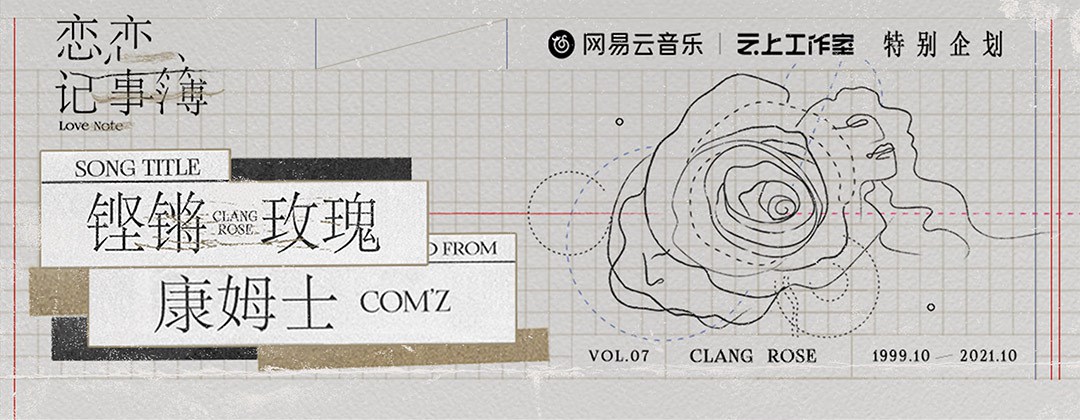 恋恋、
记事簿
Love Note
网易云音乐 | 云上工作室 特别企划
SONG TITLE
铿锵 CLANG ROSE 玫瑰
D FROM
康姆士 COM'Z
VOL.07 CLANG ROSE 1999.10 — 2021.10